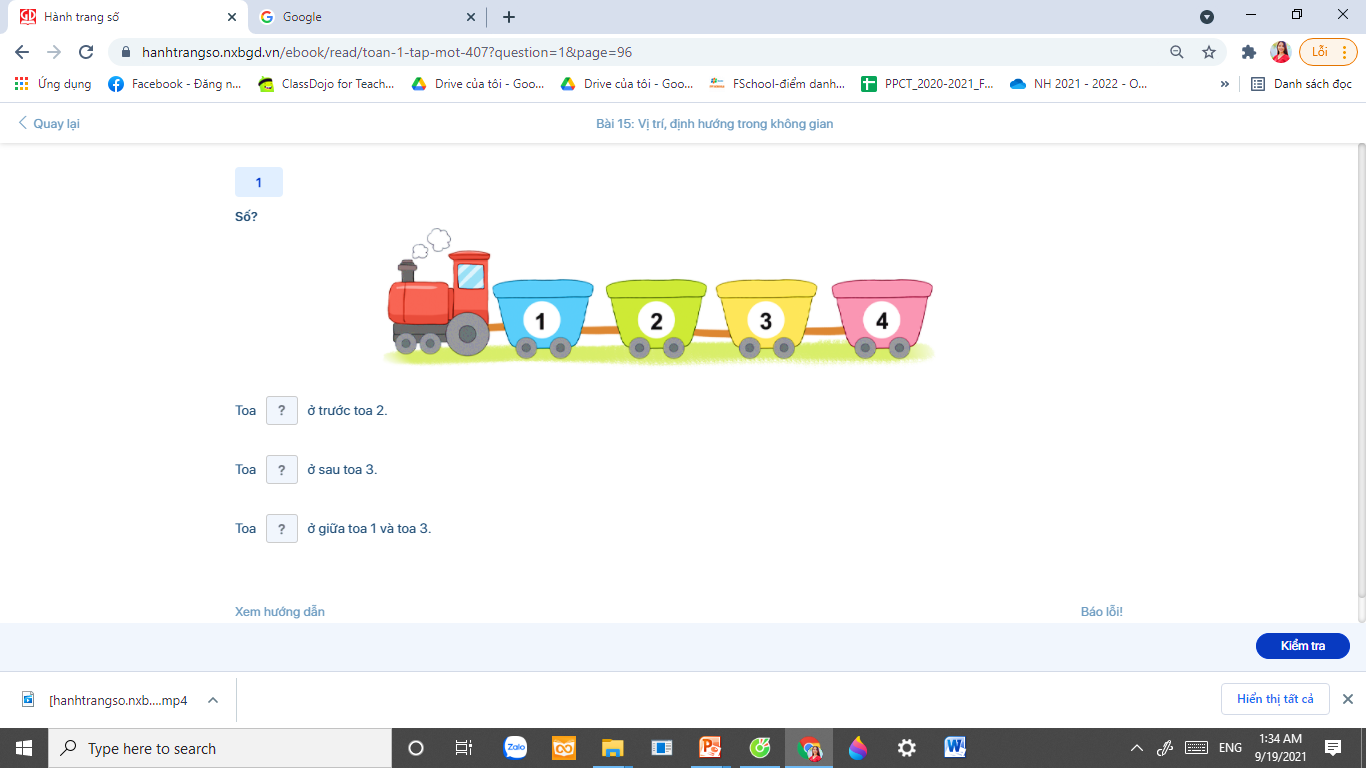 Hành trang số
Google
hanhtrangso.nxbgd.vn/ebook/read/toan-1-tap-mot-407?question=1&page=96
Lỗi
Ứng dụng
Facebook - Đăng n...
ClassDojo for Teach...
Drive của tôi - Goo...
Drive của tôi - Goo...
FSchool-điểm danh...
PPCT_2020-2021_F...
NH 2021 - 2022 - O...
»
Danh sách đọc
Quay lại
Bài 15: Vị trí, định hướng trong không gian
1
Số?
1 2 3 4
Toa ? ở trước toa 2.
Toa ? ở sau toa 3.
Toa ? ở giữa toa 1 và toa 3.
Xem hướng dẫn
Báo lỗi!
Kiểm tra
[hanhtrangso.nxb....mp4
Hiển thị tất cả
Type here to search
Zalo
ENG
1:34 AM
9/19/2021